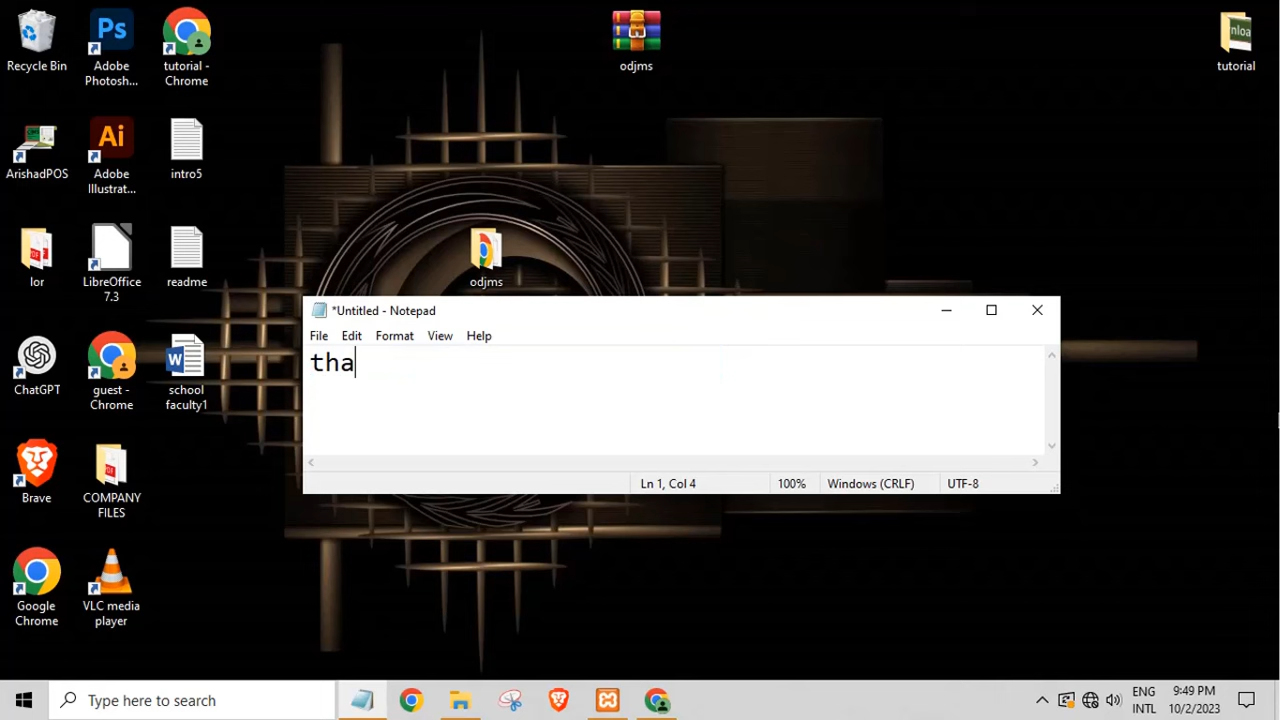 Recycle Bin
Adobe
Photosh...
tutorial -
Chrome
odjms
nloa
tutorial
ArishadPOS
Adobe
Illustrat...
intro5
lor
LibreOffice
7.3
readme
odjms
*Untitled - Notepad
File Edit Format View Help
tha
Ln 1, Col 4 100% Windows (CRLF) UTF-8
ChatGPT
guest -
Chrome
school
faculty1
Brave
COMPANY
FILES
Google
Chrome
VLC media
player
Type here to search
ENG
INTL
9:49 PM
10/2/2023